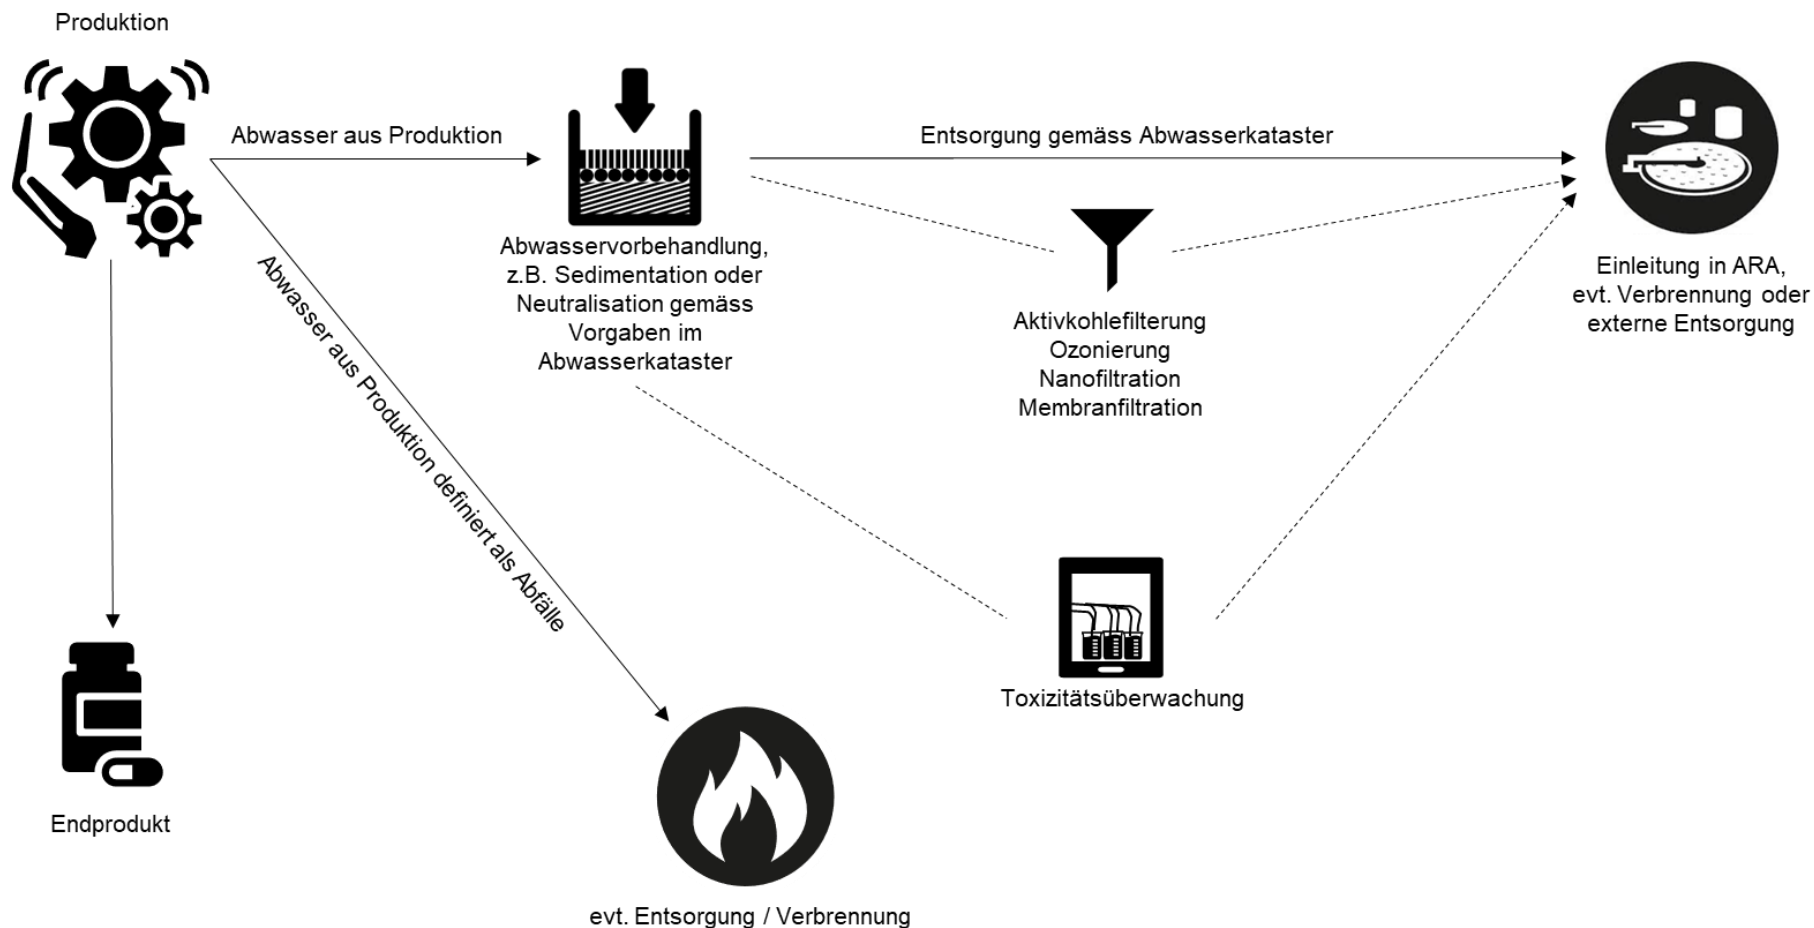 Produktion
Abwasser aus Produktion
Entsorgung gemäss Abwasserkataster
Abwasservorbehandlung,
z.B. Sedimentation oder
Neutralisation gemäss
Vorgaben im
Abwasserkataster
Aktivkohlefilterung
Ozonierung
Nanofiltration
Membranfiltration
Einleitung in ARA,
evt. Verbrennung oder
externe Entsorgung
Abwasser aus Produktion definiert als Abfälle
Toxizitätsüberwachung
Endprodukt
evt. Entsorgung / Verbrennung